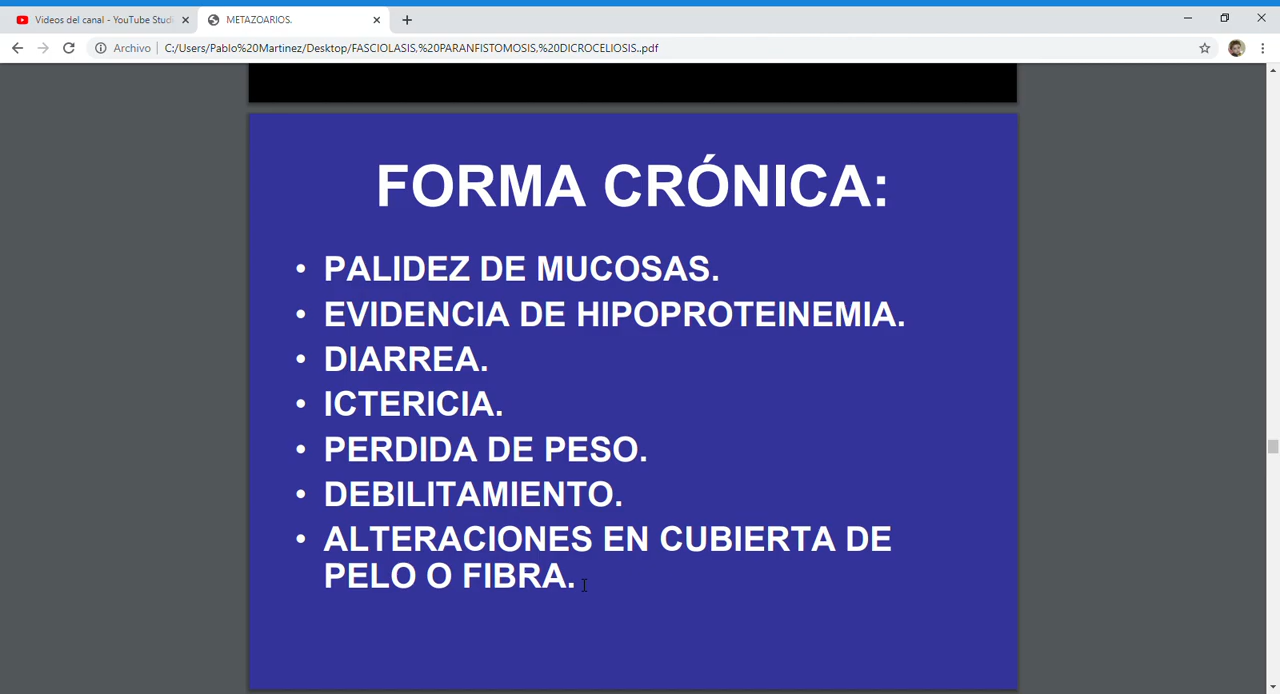 Videos del canal - YouTube Stud
METAZOARIOS.
Archivo
C:/Users/Pablo%20Martinez/Desktop/FASCIOLASIS,%20PARANFISTOMOSIS,%20DICROCELIOSIS..pdf
FORMA CRÓNICA:
• PALIDEZ DE MUCOSAS.
• EVIDENCIA DE HIPOPROTEINEMIA.
• DIARREA.
• ICTERICIA.
• PERDIDA DE PESO.
• DEBILITAMIENTO.
• ALTERACIONES EN CUBIERTA DE
PELO O FIBRA.